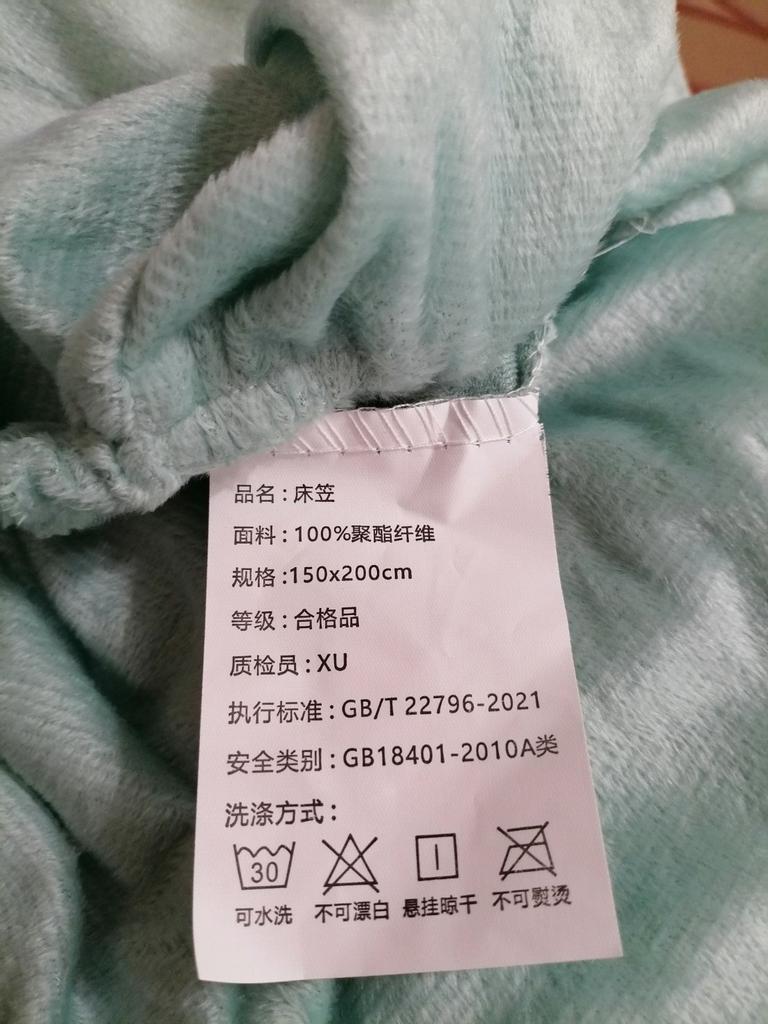 品名：床笠
面料：100%聚酯纤维
规格：150x200cm
等级：合格品
质检员：XU
执行标准：GB/T 22796-2021
安全类别：GB18401-2010A类
洗涤方式：
30
可水洗 不可漂白 悬挂晾干 不可熨烫